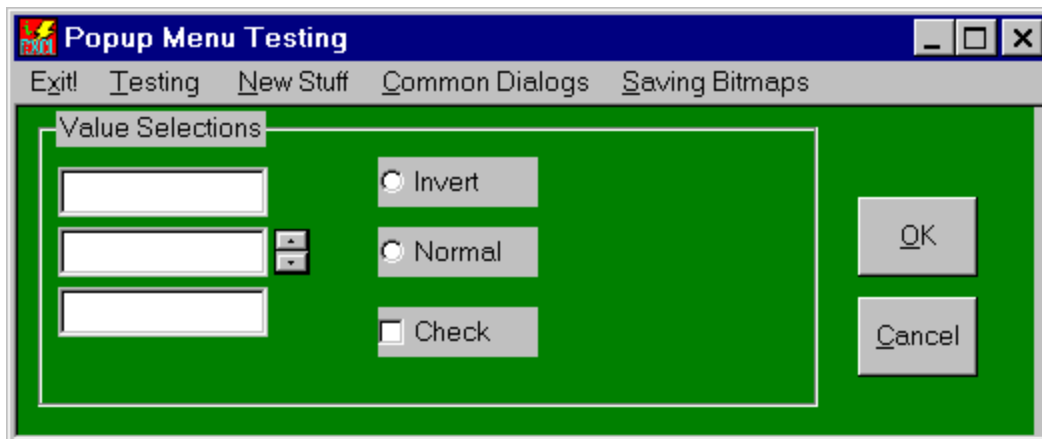 Popup Menu Testing
Exit! Testing New Stuff Common Dialogs Saving Bitmaps
Value Selections
Invert
Normal
Check
OK
Cancel